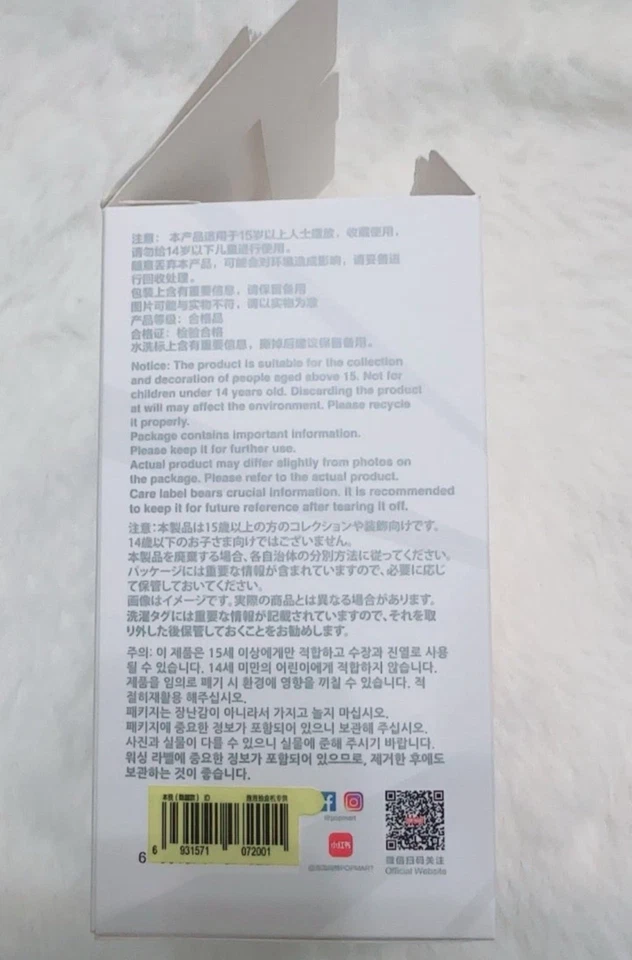 注意：本产品适用于15岁以上人士摆放，收藏使用，
请勿给14岁以下儿童进行使用。
随意丢弃本产品，可能会对环境造成影响，请妥善进
行回收处理。
包装上含有重要信息，请保留备用
图片可能与实物不符，请以实物为准
产品等级：合格品
合格证：检验合格
水洗标上含有重要信息，撕掉后建议保留备用。
Notice: The product is suitable for the collection
and decoration of people aged above 15. Not for
children under 14 years old. Discarding the product
at will may affect the environment. Please recycle
it properly.
Package contains important information.
Please keep it for further use.
Actual product may differ slightly from photos on
the package. Please refer to the actual product.
Care label bears crucial information. It is recommended
to keep it for future reference after tearing it off.
注意：本製品は15歳以上の方のコレクションや装飾向けです。
14歳以下のお子さま向けではございません。
本製品を廃棄する場合、各自治体の分別方法に従ってください。
パッケージには重要な情報が含まれていますので、必要に応じ
て保管しておいてください。
画像はイメージです。実際の商品とは異なる場合があります。
洗濯タグには重要な情報が記載されていますので、それを取
り外した後保管しておくことをお勧めします。
주의: 이 제품은 15세 이상에게만 적합하고 수장과 진열로 사용
될 수 있습니다. 14세 미만의 어린이에게 적합하지 않습니다.
제품을 임의로 폐기 시 환경에 영향을 끼칠 수 있습니다. 적
절히재활용 해주십시오.
패키지는 장난감이 아니라서 가지고 놀지 마십시오.
패키지에 중요한 정보가 포함되어 있으니 보관해 주십시오.
사진과 실물이 다를 수 있으니 실물에 준해 주시기 바랍니다.
워싱 라벨에 중요한 정보가 포함되어 있으므로, 제거한 후에도
보관하는 것이 좋습니다.
6 931571 072001
6
@popmart
小红书
微信扫码关注
Official Website